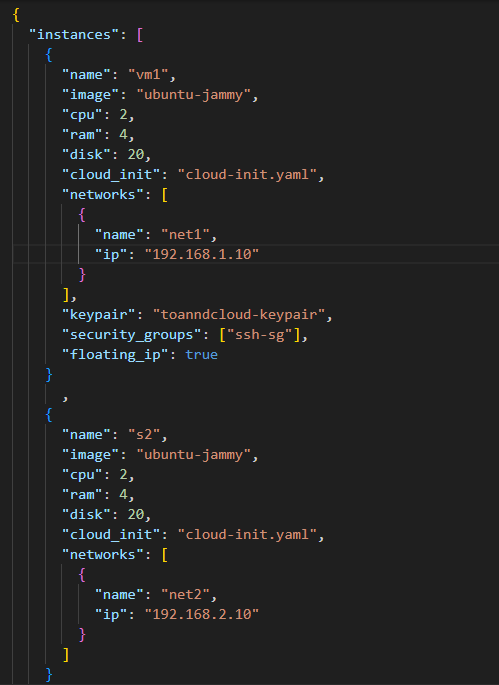 {
  "instances": [
    {
      "name": "vm1",
      "image": "ubuntu-jammy",
      "cpu": 2,
      "ram": 4,
      "disk": 20,
      "cloud_init": "cloud-init.yaml",
      "networks": [
        {
          "name": "net1",
          "ip": "192.168.1.10"
        }
      ],
      "keypair": "toanndcloud-keypair",
      "security_groups": ["ssh-sg"],
      "floating_ip": true
    }
      ,
    {
      "name": "s2",
      "image": "ubuntu-jammy",
      "cpu": 2,
      "ram": 4,
      "disk": 20,
      "cloud_init": "cloud-init.yaml",
      "networks": [
        {
          "name": "net2",
          "ip": "192.168.2.10"
        }
      ]
    }